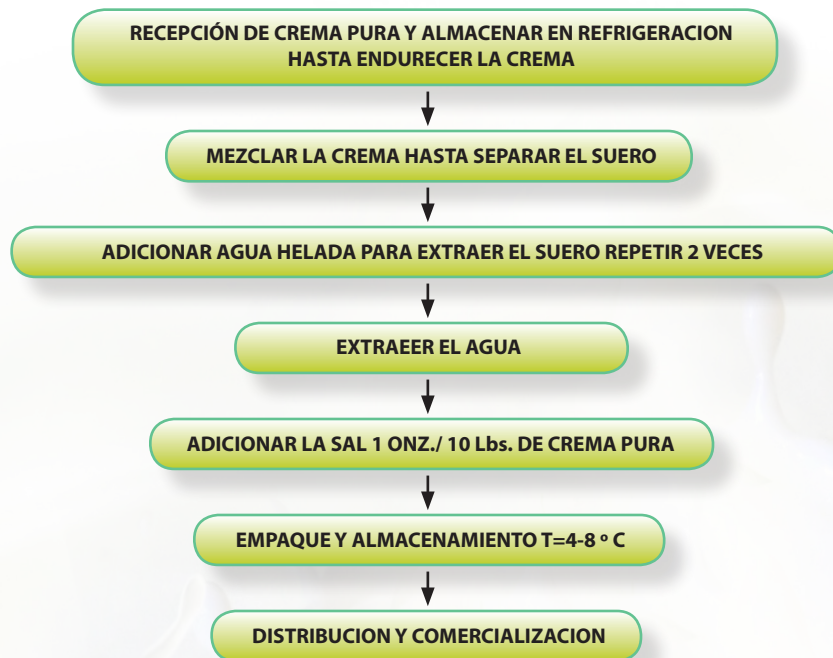 RECEPCIÓN DE CREMA PURA Y ALMACENAR EN REFRIGERACION
HASTA ENDURECER LA CREMA
MEZCLAR LA CREMA HASTA SEPARAR EL SUERO
ADICIONAR AGUA HELADA PARA EXTRAER EL SUERO REPETIR 2 VECES
EXTRAEER EL AGUA
ADICIONAR LA SAL 1 ONZ./ 10 Lbs. DE CREMA PURA
EMPAQUE Y ALMACENAMIENTO T=4-8 º C
DISTRIBUCION Y COMERCIALIZACION